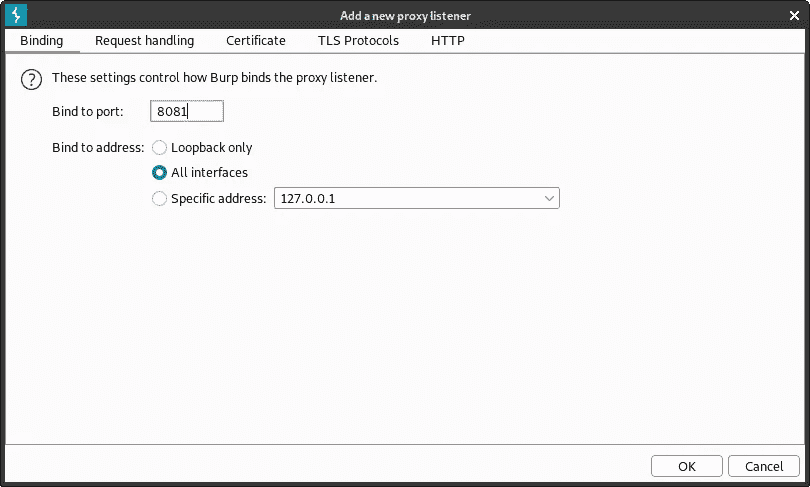 Add a new proxy listener
Binding Request handling Certificate TLS Protocols HTTP
? These settings control how Burp binds the proxy listener.
Bind to port: 8081
Bind to address: Loopback only
All interfaces
Specific address: 127.0.0.1
OK Cancel